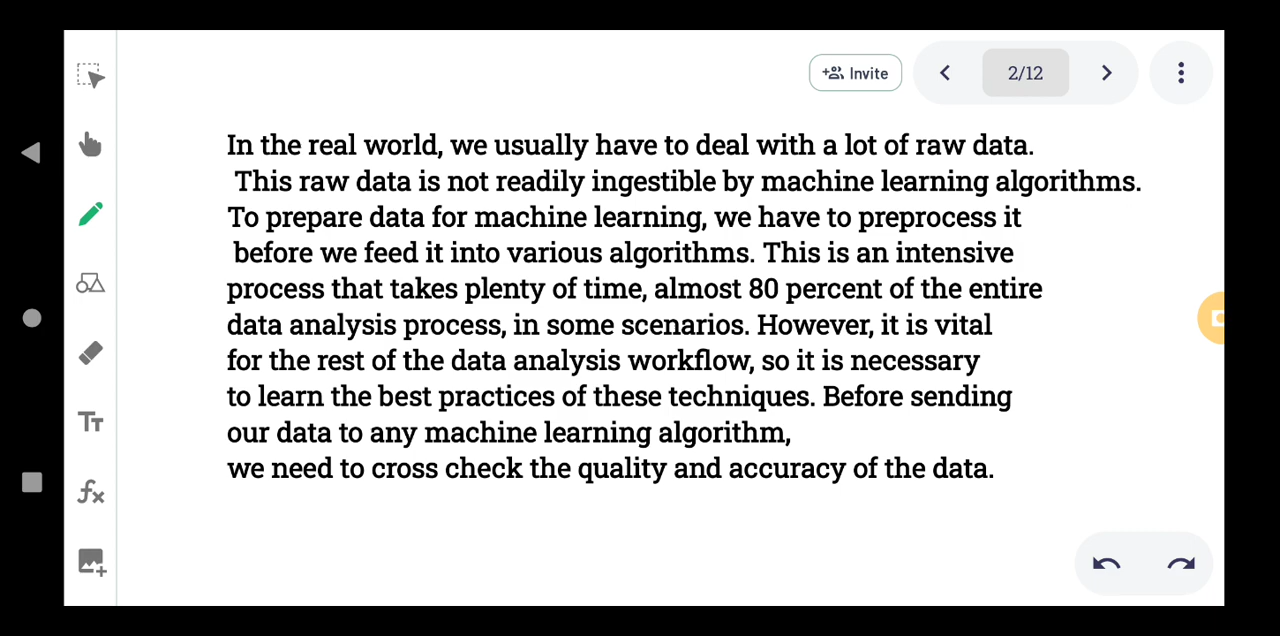 Invite
2/12
In the real world, we usually have to deal with a lot of raw data.
This raw data is not readily ingestible by machine learning algorithms.
To prepare data for machine learning, we have to preprocess it
before we feed it into various algorithms. This is an intensive
process that takes plenty of time, almost 80 percent of the entire
data analysis process, in some scenarios. However, it is vital
for the rest of the data analysis workflow, so it is necessary
to learn the best practices of these techniques. Before sending
our data to any machine learning algorithm,
we need to cross check the quality and accuracy of the data.
Tт
fx